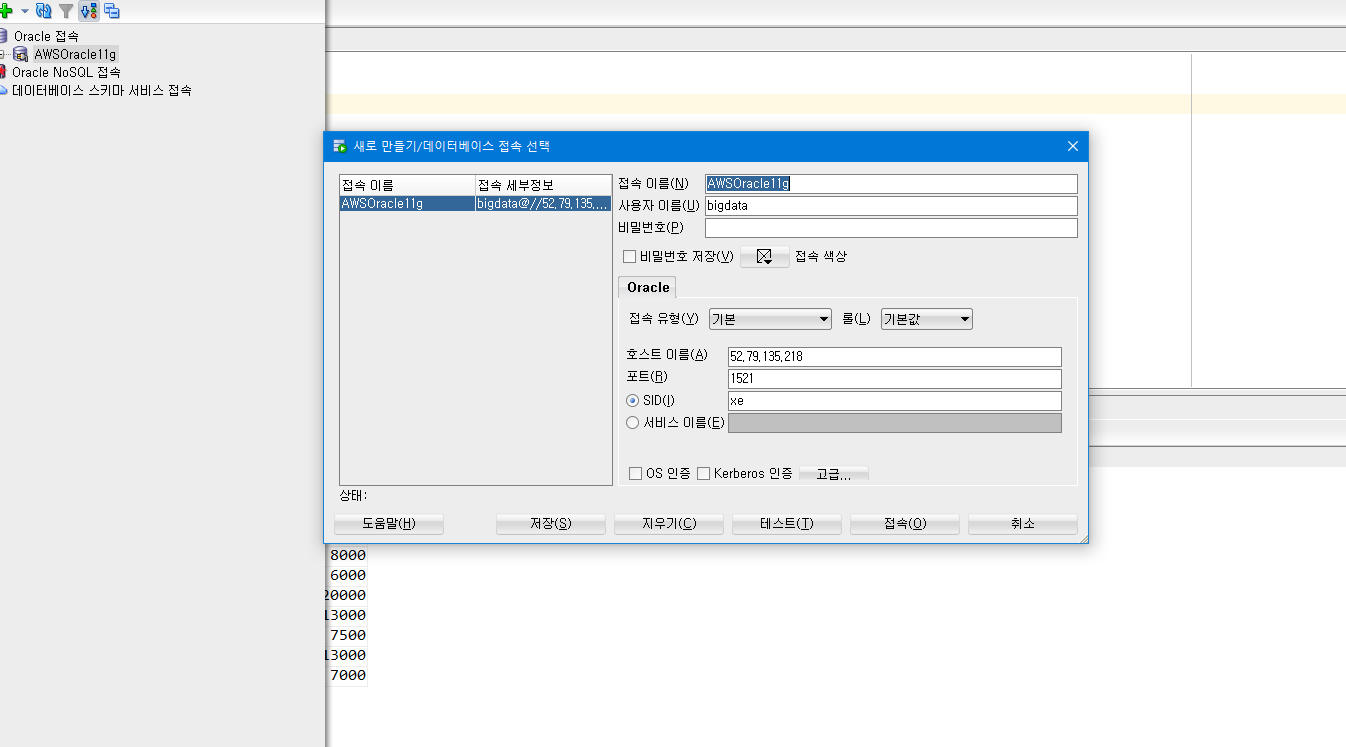 Oracle 접속
AWSOracle11g
Oracle NoSQL 접속
데이터베이스 스키마 서비스 접속
새로 만들기/데이터베이스 접속 선택
접속 이름 접속 세부정보
AWSOracle11g bigdata@//52,79,135,...
접속 이름(N) AWSOracle11g
사용자 이름(U) bigdata
비밀번호(P)
비밀번호 저장(V) 접속 색상
Oracle
접속 유형(Y) 기본 롤(L) 기본값
호스트 이름(A) 52,79,135,218
포트(R) 1521
SID(I) xe
서비스 이름(E)
OS 인증 Kerberos 인증 고급...
상태:
도움말(H) 저장(S) 지우기(C) 테스트(T) 접속(O) 취소
8000
6000
20000
13000
7500
13000
7000